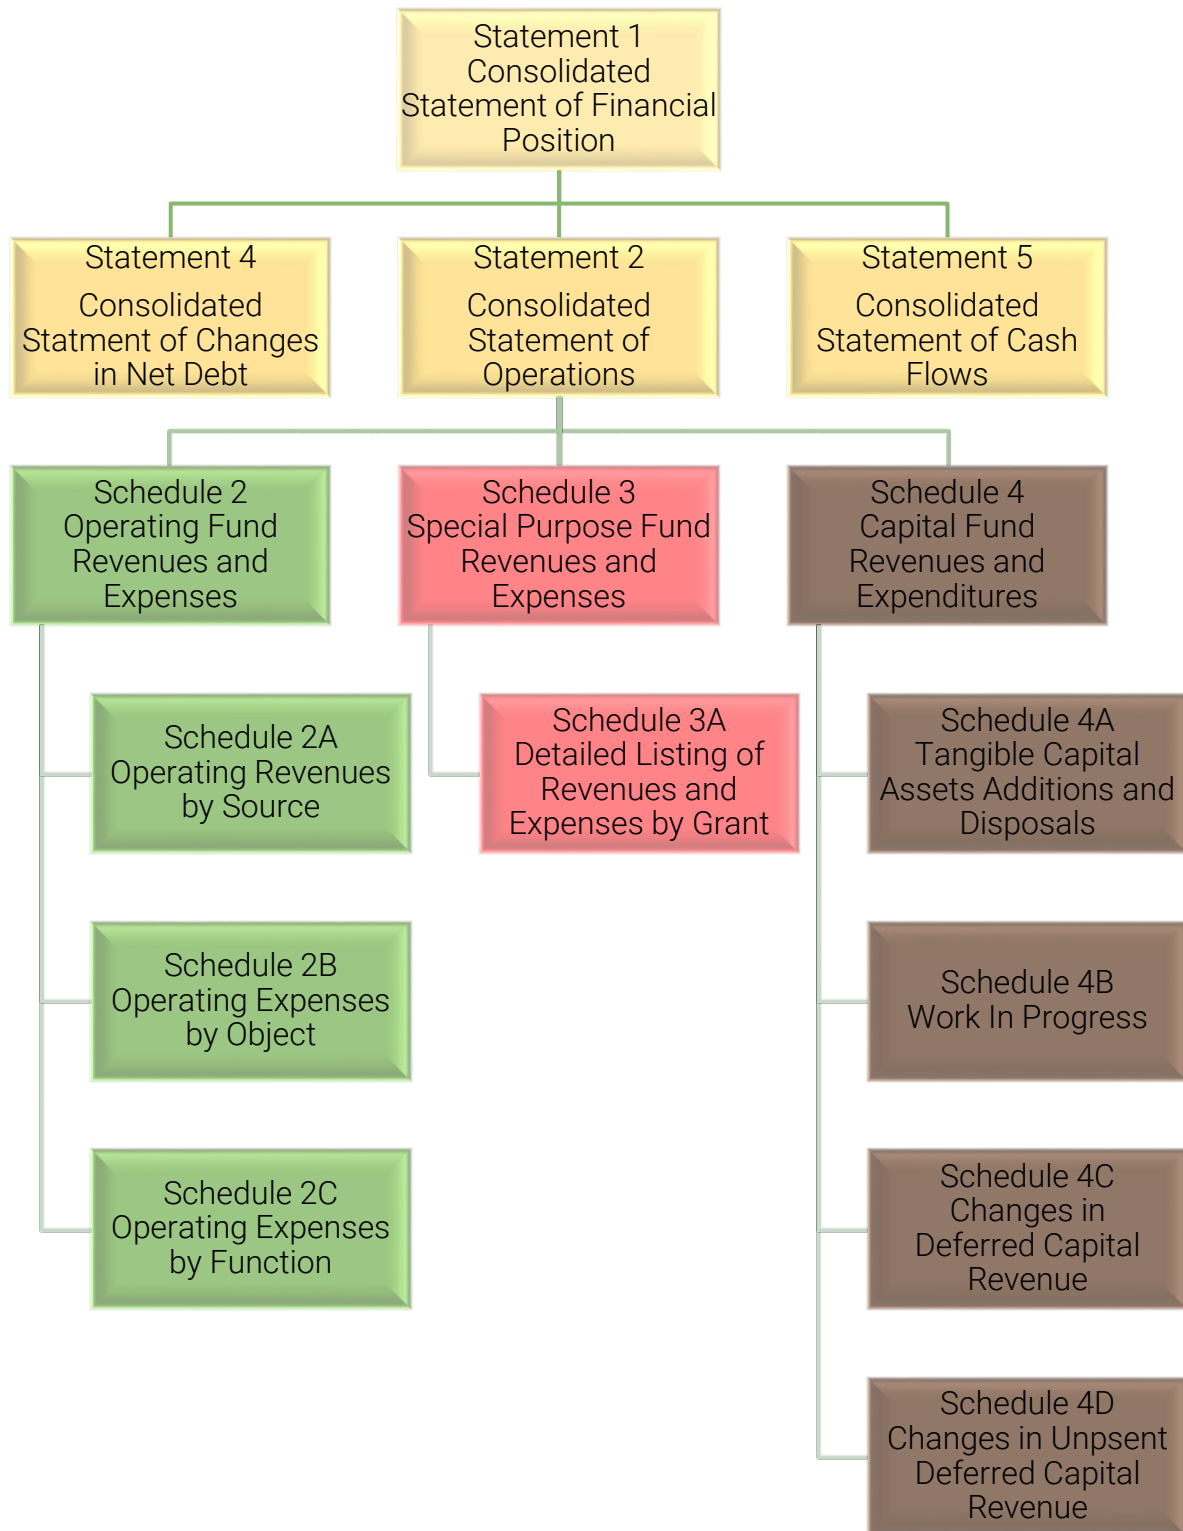 Statement 1
Consolidated
Statement of Financial
Position
Statement 4
Consolidated
Statment of Changes
in Net Debt
Statement 2
Consolidated
Statement of
Operations
Statement 5
Consolidated
Statement of Cash
Flows
Schedule 2
Operating Fund
Revenues and
Expenses
Schedule 3
Special Purpose Fund
Revenues and
Expenses
Schedule 4
Capital Fund
Revenues and
Expenditures
Schedule 2A
Operating Revenues
by Source
Schedule 3A
Detailed Listing of
Revenues and
Expenses by Grant
Schedule 4A
Tangible Capital
Assets Additions and
Disposals
Schedule 2B
Operating Expenses
by Object
Schedule 4B
Work In Progress
Schedule 2C
Operating Expenses
by Function
Schedule 4C
Changes in
Deferred Capital
Revenue
Schedule 4D
Changes in Unpsent
Deferred Capital
Revenue